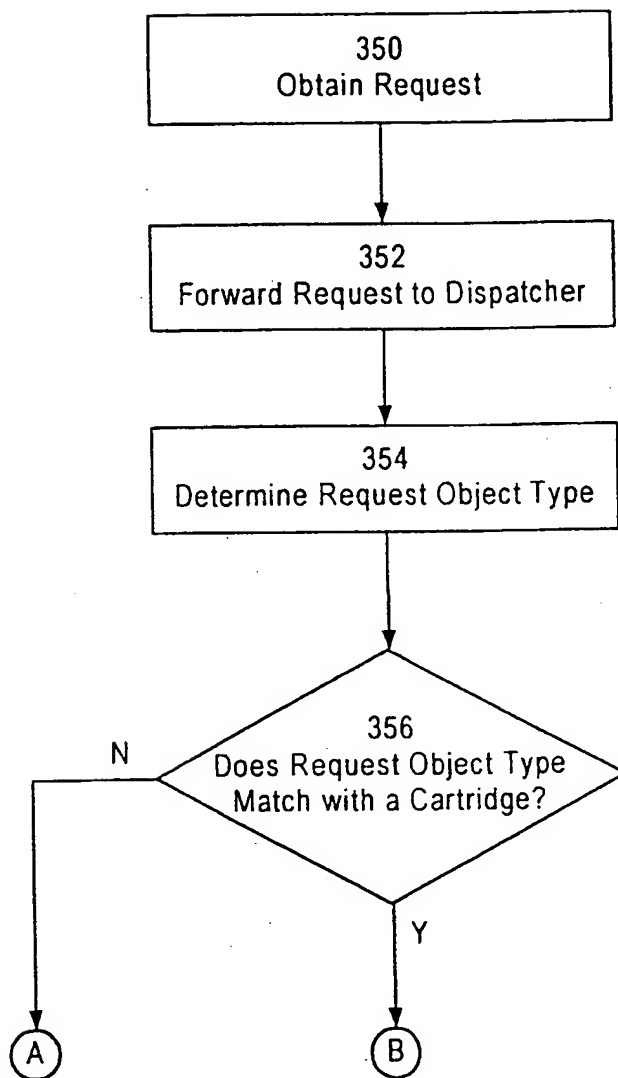 350
Obtain Request
352
Forward Request to Dispatcher
354
Determine Request Object Type
356
Does Request Object Type
Match with a Cartridge?
N
Y
A
B